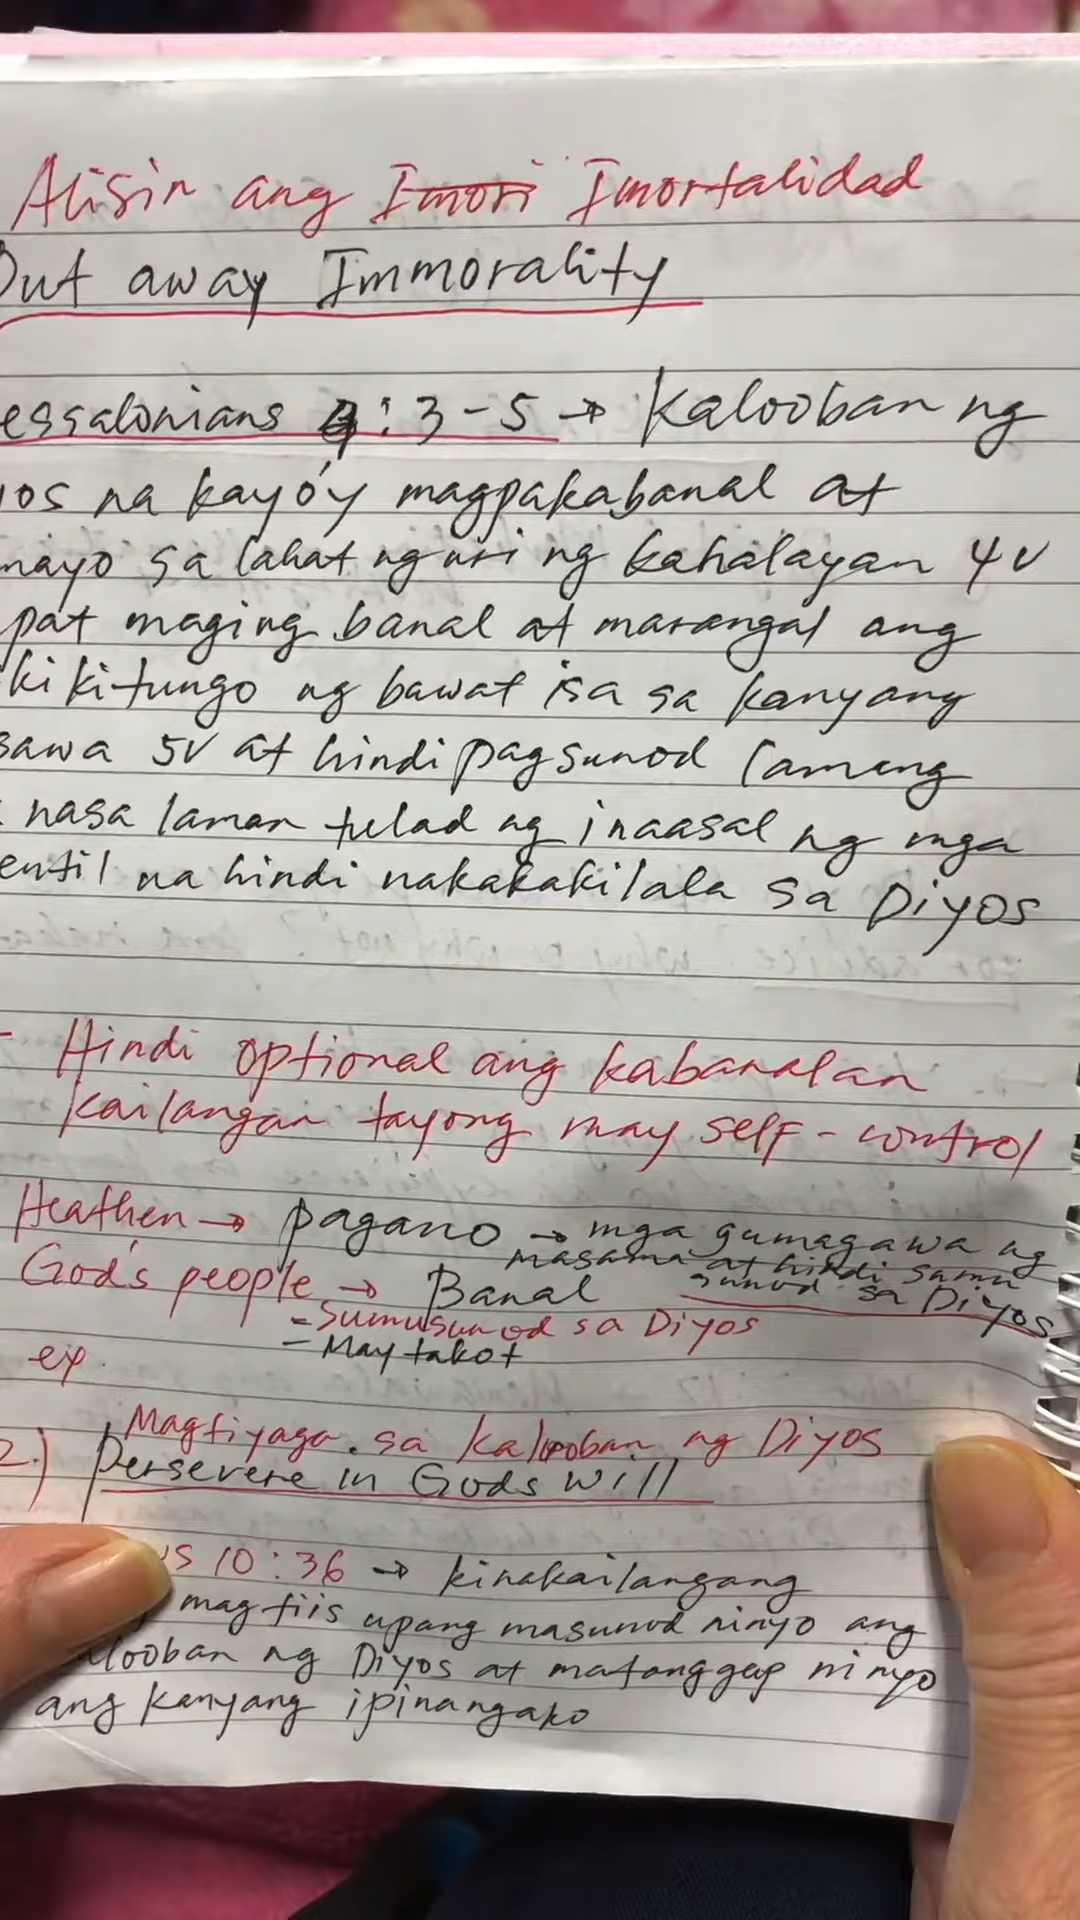 Alisin ang Imori Imortalidad
Put away Immorality
essalonians 4:3-5 → Kalooban ng
yos na kayo'y magpakabanal at
mayo sa lahat ng uri ng kahalayan 4v
pat maging banal at marangal ang
kikitungo ng bawat isa sa kanyang
sawa 5v at hindi pagsunod lamang
nasa laman tulad ng inaasal ng mga
entil na hindi nakakakilala sa Diyos
- Hindi optional ang kabanalan
kailangan tayong may self-control
Heathen → pagano → mga gumagawa ng
masama at hindi sumu
sunod sa Diyos
God's people → Banal
= Sumusunod sa Diyos
- May takot
ex.
Magtiyaga sa kalooban ng Diyos
2.) Persevere in Gods will
us 10:36 → kinakailangang
magtiis upang masunod ninyo ang
alooban ng Diyos at matanggap ninyo
ang kanyang ipinangako